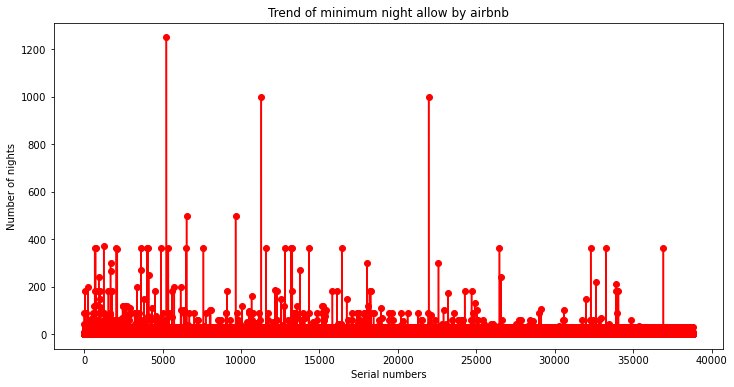 Trend of minimum night allow by airbnb
Number of nights
1200
1000
800
600
400
200
0
0 5000 10000 15000 20000 25000 30000 35000 40000
Serial numbers